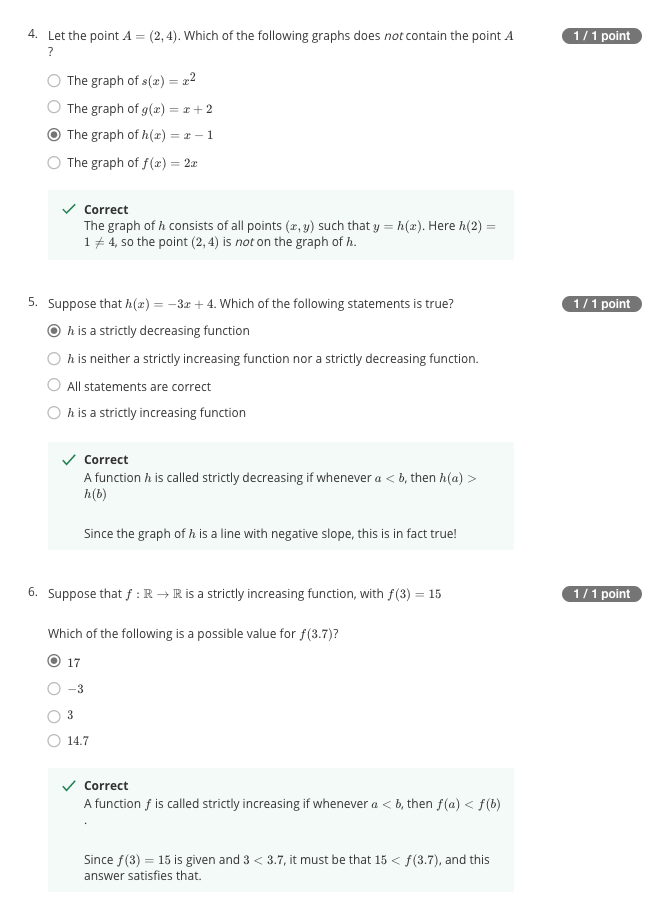 4. Let the point A = (2, 4). Which of the following graphs does not contain the point A
?
1 / 1 point
The graph of s(x) = x²
The graph of g(x) = x + 2
The graph of h(x) = x − 1
The graph of f(x) = 2x
Correct
The graph of h consists of all points (x, y) such that y = h(x). Here h(2) =
1 ≠ 4, so the point (2, 4) is not on the graph of h.
5. Suppose that h(x) = −3x + 4. Which of the following statements is true?
1 / 1 point
h is a strictly decreasing function
h is neither a strictly increasing function nor a strictly decreasing function.
All statements are correct
h is a strictly increasing function
Correct
A function h is called strictly decreasing if whenever a < b, then h(a) >
h(b)
Since the graph of h is a line with negative slope, this is in fact true!
6. Suppose that f : ℝ → ℝ is a strictly increasing function, with f(3) = 15
1 / 1 point
Which of the following is a possible value for f(3.7)?
17
−3
3
14.7
Correct
A function f is called strictly increasing if whenever a < b, then f(a) < f(b)
.
Since f(3) = 15 is given and 3 < 3.7, it must be that 15 < f(3.7), and this
answer satisfies that.